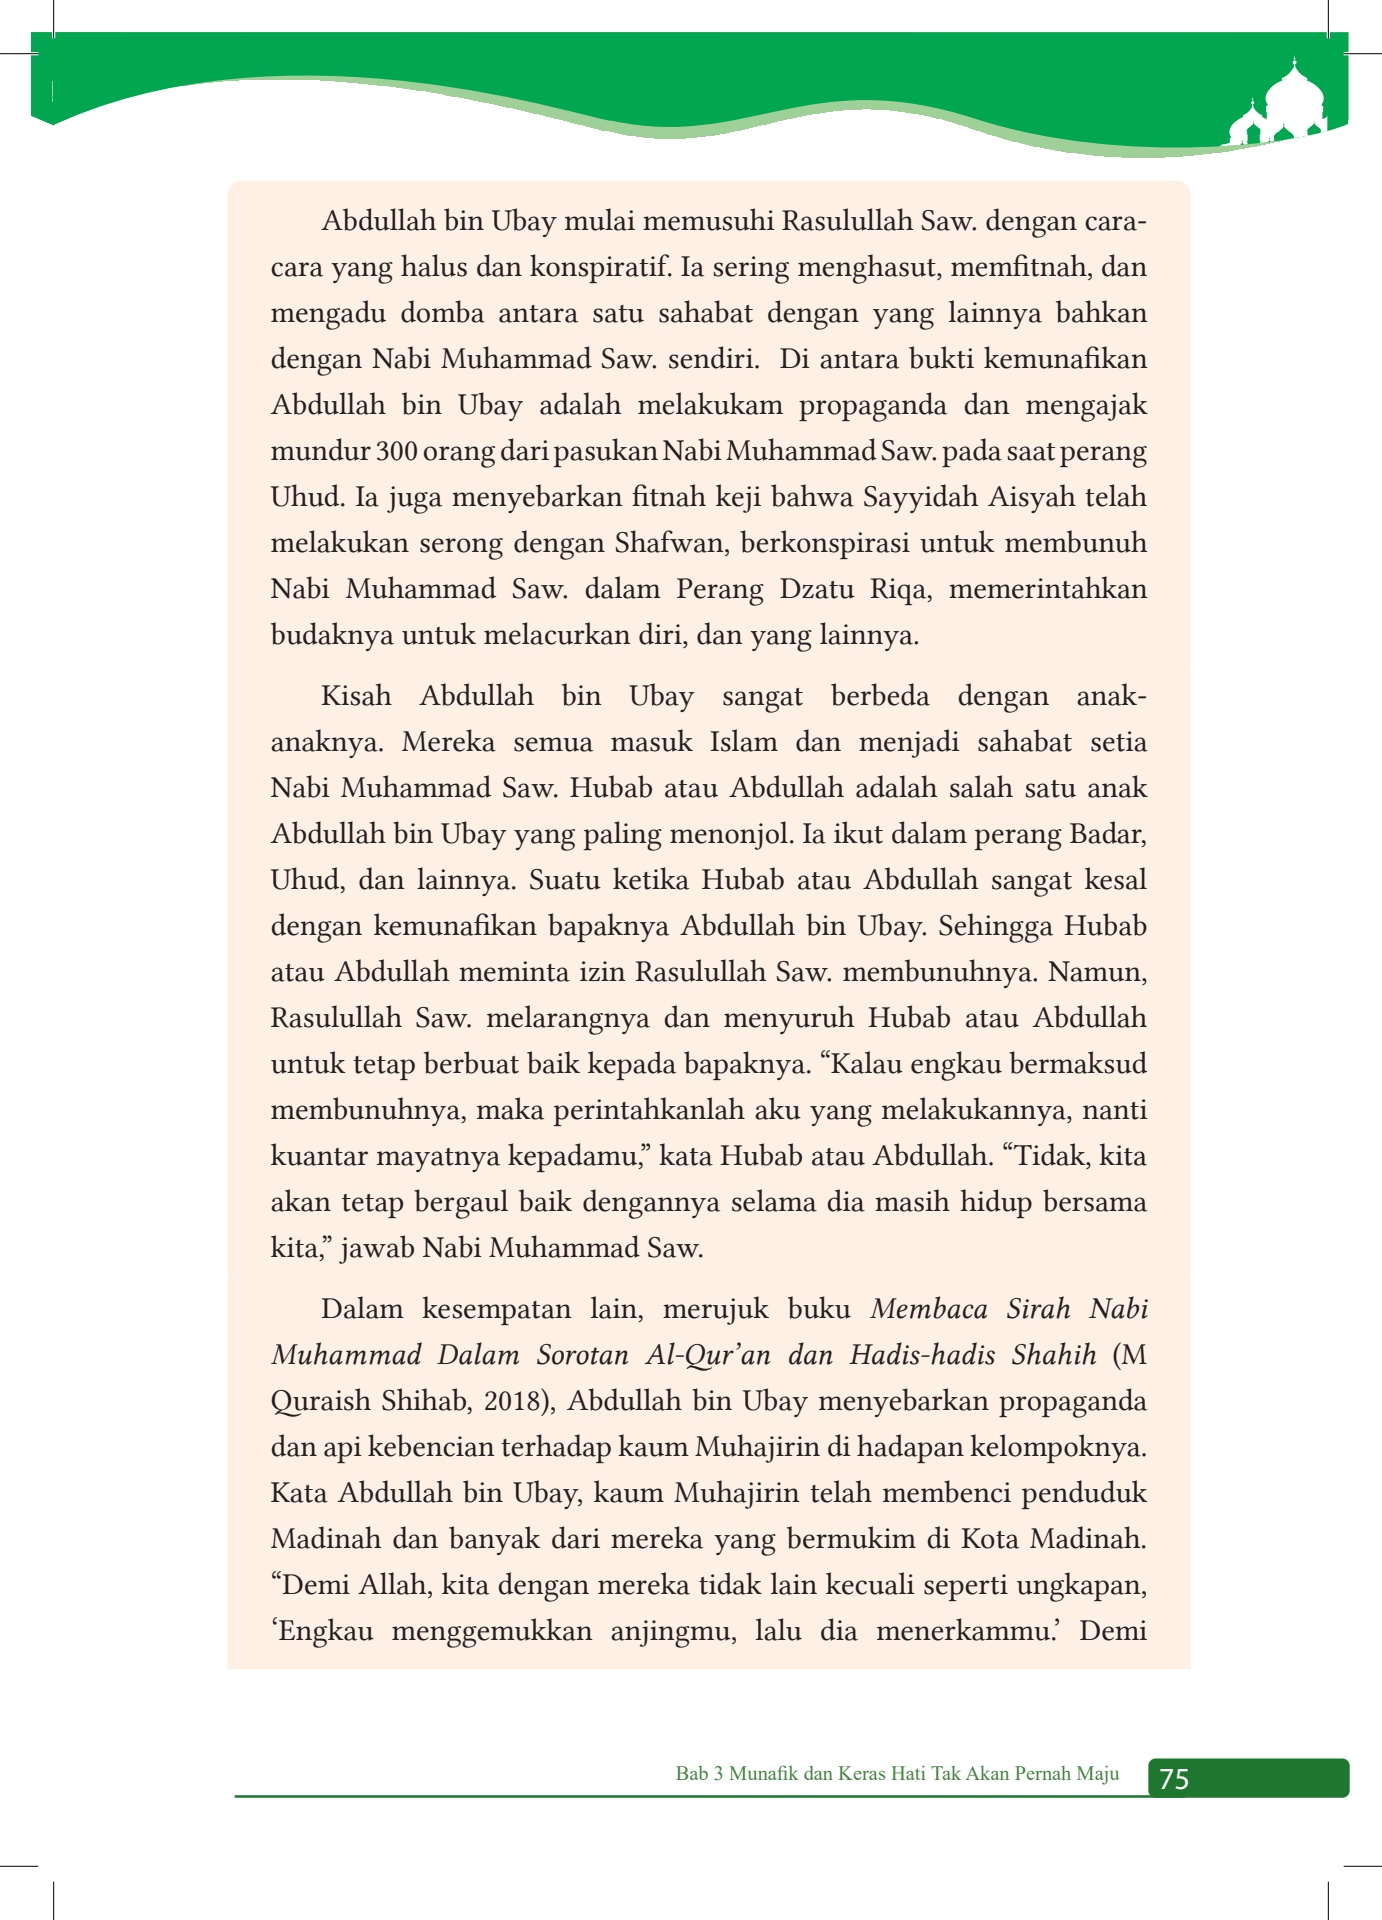 Abdullah bin Ubay mulai memusuhi Rasulullah Saw. dengan cara-
cara yang halus dan konspiratif. Ia sering menghasut, memfitnah, dan
mengadu domba antara satu sahabat dengan yang lainnya bahkan
dengan Nabi Muhammad Saw. sendiri.  Di antara bukti kemunafikan
Abdullah bin Ubay adalah melakukam propaganda dan mengajak
mundur 300 orang dari pasukan Nabi Muhammad Saw. pada saat perang
Uhud. Ia juga menyebarkan fitnah keji bahwa Sayyidah Aisyah telah
melakukan serong dengan Shafwan, berkonspirasi untuk membunuh
Nabi Muhammad Saw. dalam Perang Dzatu Riqa, memerintahkan
budaknya untuk melacurkan diri, dan yang lainnya.
Kisah Abdullah bin Ubay sangat berbeda dengan anak-
anaknya. Mereka semua masuk Islam dan menjadi sahabat setia
Nabi Muhammad Saw. Hubab atau Abdullah adalah salah satu anak
Abdullah bin Ubay yang paling menonjol. Ia ikut dalam perang Badar,
Uhud, dan lainnya. Suatu ketika Hubab atau Abdullah sangat kesal
dengan kemunafikan bapaknya Abdullah bin Ubay. Sehingga Hubab
atau Abdullah meminta izin Rasulullah Saw. membunuhnya. Namun,
Rasulullah Saw. melarangnya dan menyuruh Hubab atau Abdullah
untuk tetap berbuat baik kepada bapaknya. “Kalau engkau bermaksud
membunuhnya, maka perintahkanlah aku yang melakukannya, nanti
kuantar mayatnya kepadamu,” kata Hubab atau Abdullah. “Tidak, kita
akan tetap bergaul baik dengannya selama dia masih hidup bersama
kita,” jawab Nabi Muhammad Saw.
Dalam kesempatan lain, merujuk buku Membaca Sirah Nabi
Muhammad Dalam Sorotan Al-Qur’an dan Hadis-hadis Shahih (M
Quraish Shihab, 2018), Abdullah bin Ubay menyebarkan propaganda
dan api kebencian terhadap kaum Muhajirin di hadapan kelompoknya.
Kata Abdullah bin Ubay, kaum Muhajirin telah membenci penduduk
Madinah dan banyak dari mereka yang bermukim di Kota Madinah.
“Demi Allah, kita dengan mereka tidak lain kecuali seperti ungkapan,
‘Engkau menggemukkan anjingmu, lalu dia menerkammu.’ Demi
Bab 3 Munafik dan Keras Hati Tak Akan Pernah Maju 75